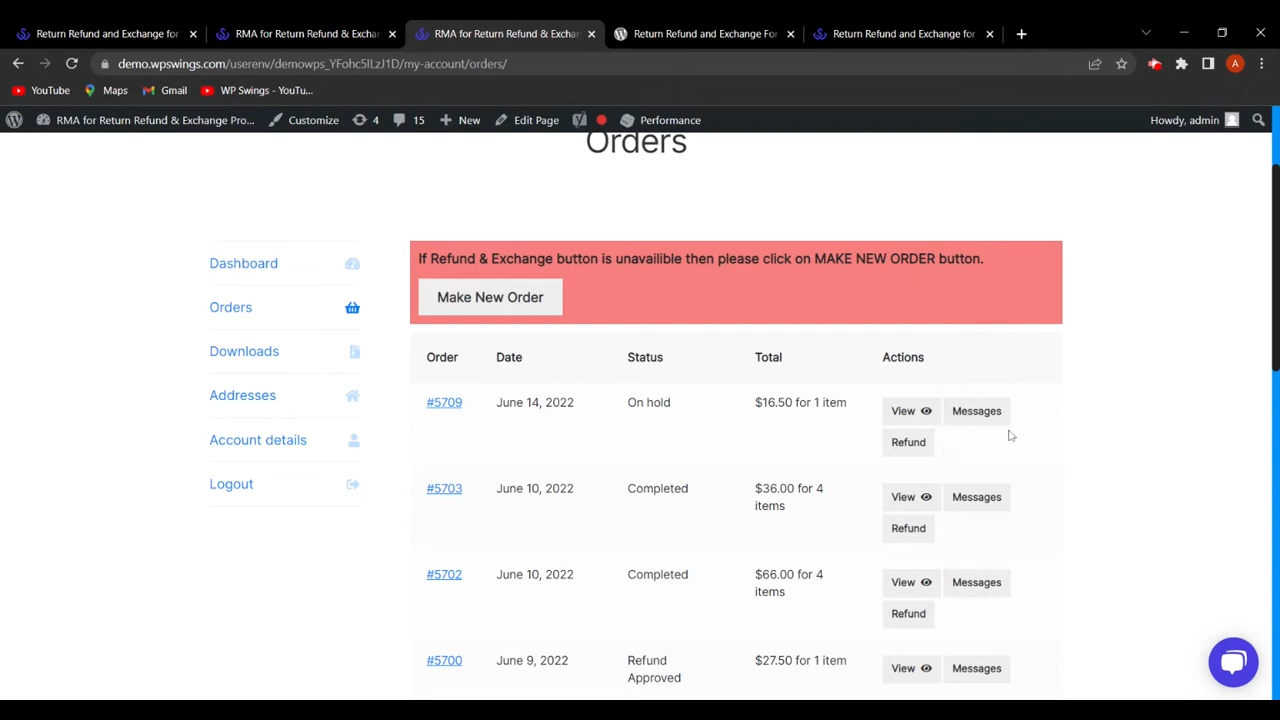 Return Refund and Exchange for
RMA for Return Refund & Exchan
RMA for Return Refund & Exchan
Return Refund and Exchange For
Return Refund and Exchange for
demo.wpswings.com/userenv/demowps_YFohc5ILzJ1D/my-account/orders/
A
YouTube
Maps
Gmail
WP Swings - YouTu...
RMA for Return Refund & Exchange Pro...
Customize
4
15
New
Edit Page
Performance
Howdy, admin
Orders
Dashboard
Orders
Downloads
Addresses
Account details
Logout
If Refund & Exchange button is unavailible then please click on MAKE NEW ORDER button.
Make New Order
Order Date Status Total Actions
#5709 June 14, 2022 On hold $16.50 for 1 item View Messages
Refund
#5703 June 10, 2022 Completed $36.00 for 4 View Messages
items
Refund
#5702 June 10, 2022 Completed $66.00 for 4 View Messages
items
Refund
#5700 June 9, 2022 Refund $27.50 for 1 item View Messages
Approved